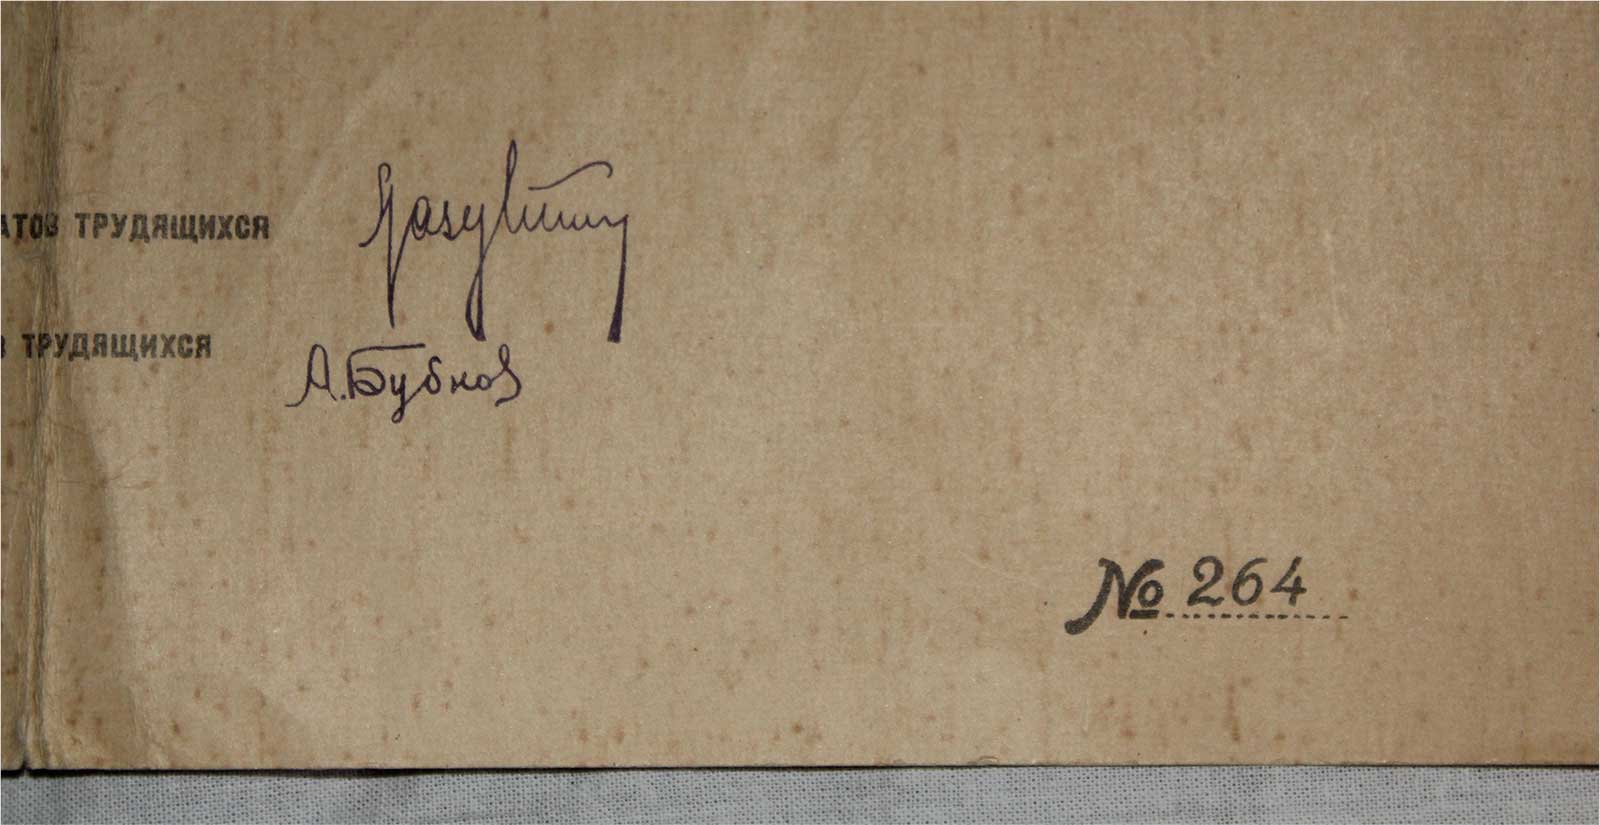 АТОВ ТРУДЯЩИХСЯ
В ТРУДЯЩИХСЯ
А. Бубнов
№ 264